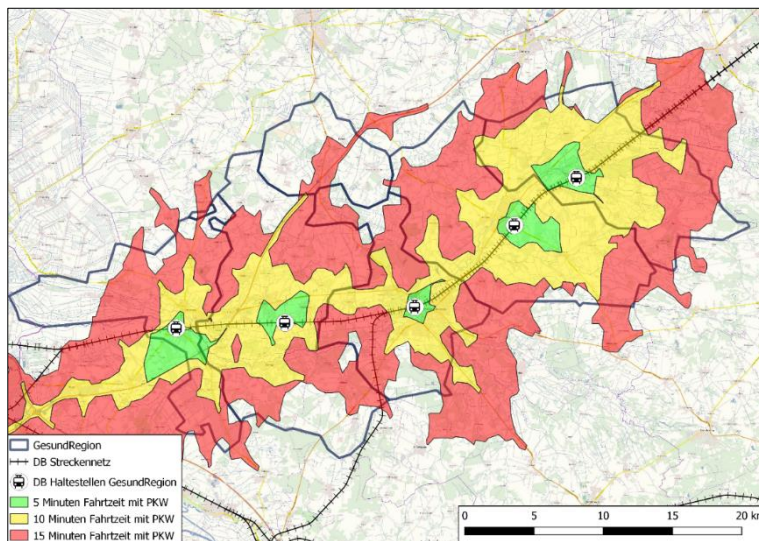 GesundRegion
DB Streckennetz
DB Haltestellen GesundRegion
5 Minuten Fahrtzeit mit PKW
10 Minuten Fahrtzeit mit PKW
15 Minuten Fahrtzeit mit PKW
0 5 10 15 20 km